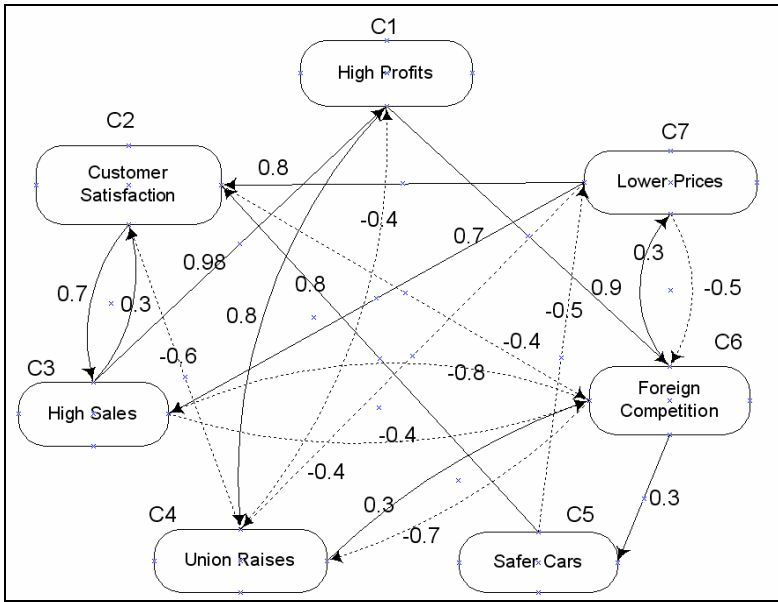 C1
High Profits
C2
Customer
Satisfaction
C7
Lower Prices
0.8
-0.4
0.7
0.98
0.3
0.9
-0.5
0.7
0.3
0.8
0.8
-0.5
-0.4
C6
-0.6
-0.8
C3
High Sales
Foreign
Competition
-0.4
-0.4
0.3
-0.7
0.3
C4
Union Raises
C5
Safer Cars